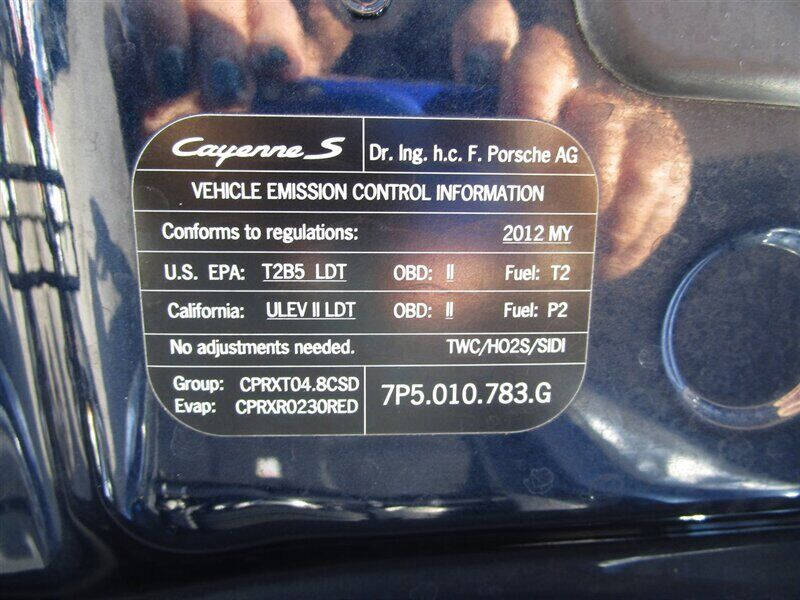 Cayenne S Dr. Ing. h.c. F. Porsche AG
VEHICLE EMISSION CONTROL INFORMATION
Conforms to regulations: 2012 MY
U.S. EPA: T2B5 LDT OBD: II Fuel: T2
California: ULEV II LDT OBD: II Fuel: P2
No adjustments needed. TWC/HO2S/SIDI
Group: CPRXT04.8CSD
Evap: CPRXR0230RED
7P5.010.783.G